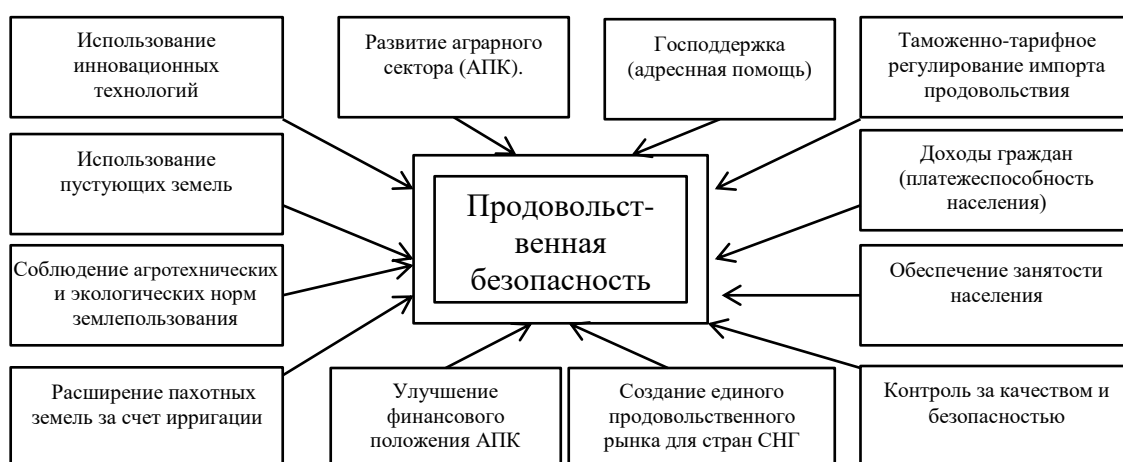 Использование
инновационных
технологий
Развитие аграрного
сектора (АПК).
Господдержка
(адреснная помощь)
Таможенно-тарифное
регулирование импорта
продовольствия
Использование
пустующих земель
Доходы граждан
(платежеспособность
населения)
Продовольст-
венная
безопасность
Соблюдение агротехнических
и экологических норм
землепользования
Обеспечение занятости
населения
Расширение пахотных
земель за счет ирригации
Улучшение
финансового
положения АПК
Создание единого
продовольственного
рынка для стран СНГ
Контроль за качеством и
безопасностью